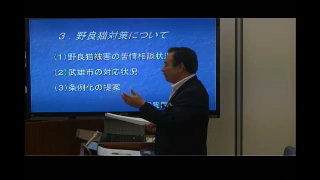 3.野良猫対策について
(1)野良猫被害の苦情相談状況
(2)武雄市の対応状況
(3)条例化の提案